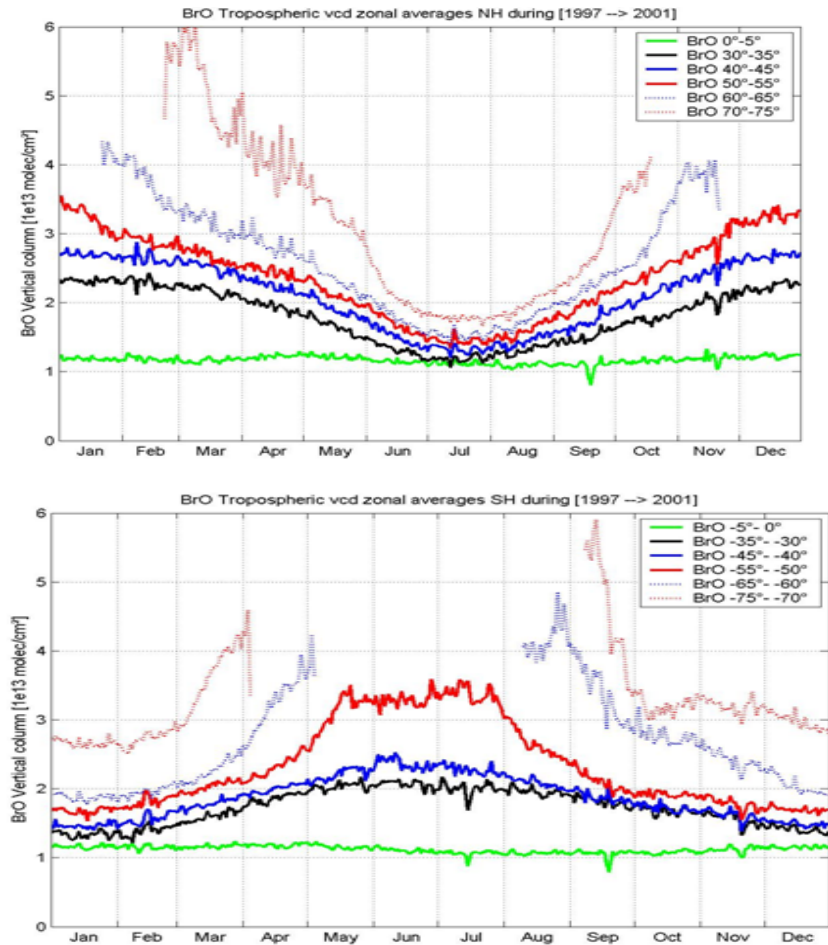 BrO Tropospheric vcd zonal averages NH during [1997 --> 2001]
BrO 0°-5°
BrO 30°-35°
BrO 40°-45°
BrO 50°-55°
BrO 60°-65°
BrO 70°-75°
BrO Vertical column [1e13 molec/cm²]
6
5
4
3
2
1
0
Jan Feb Mar Apr May Jun Jul Aug Sep Oct Nov Dec
BrO Tropospheric vcd zonal averages SH during [1997 --> 2001]
BrO -5°- 0°
BrO -35°- -30°
BrO -45°- -40°
BrO -55°- -50°
BrO -65°- -60°
BrO -75°- -70°
BrO Vertical column [1e13 molec/cm²]
6
5
4
3
2
1
0
Jan Feb Mar Apr May Jun Jul Aug Sep Oct Nov Dec